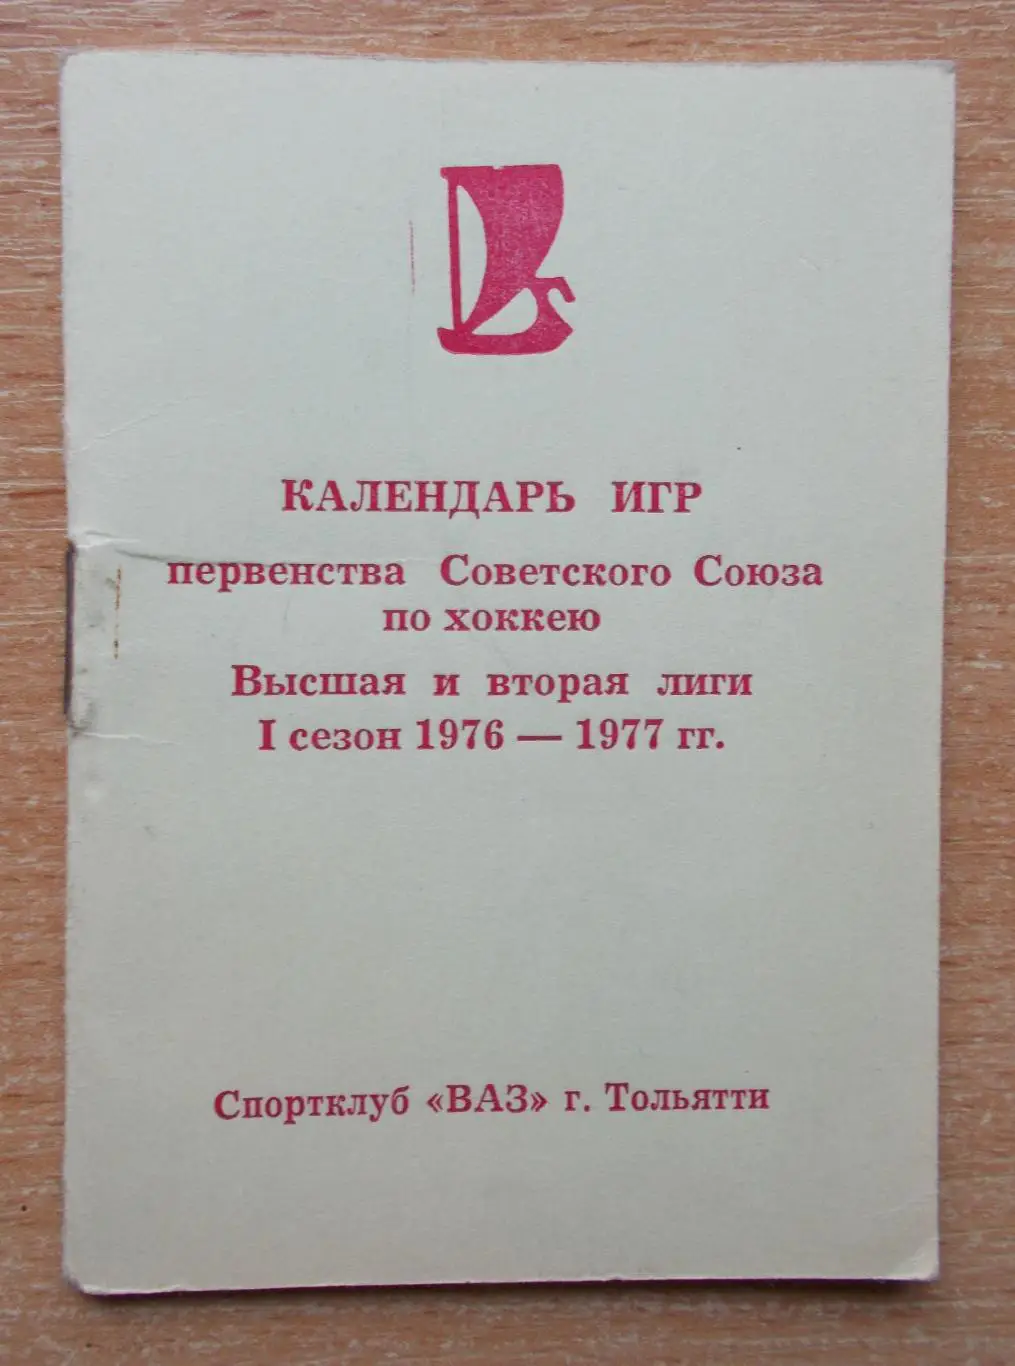 КАЛЕНДАРЬ ИГР
первенства Советского Союза
по хоккею
Высшая и вторая лиги
I сезон 1976 — 1977 гг.
Спортклуб «ВАЗ» г. Тольятти